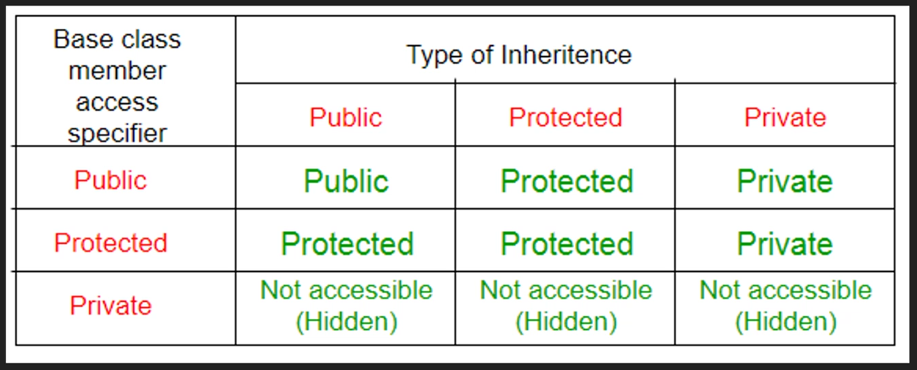 Base class
member
access
specifier
Type of Inheritence
Public Protected Private
Public Public Protected Private
Protected Protected Protected Private
Private Not accessible (Hidden) Not accessible (Hidden) Not accessible (Hidden)